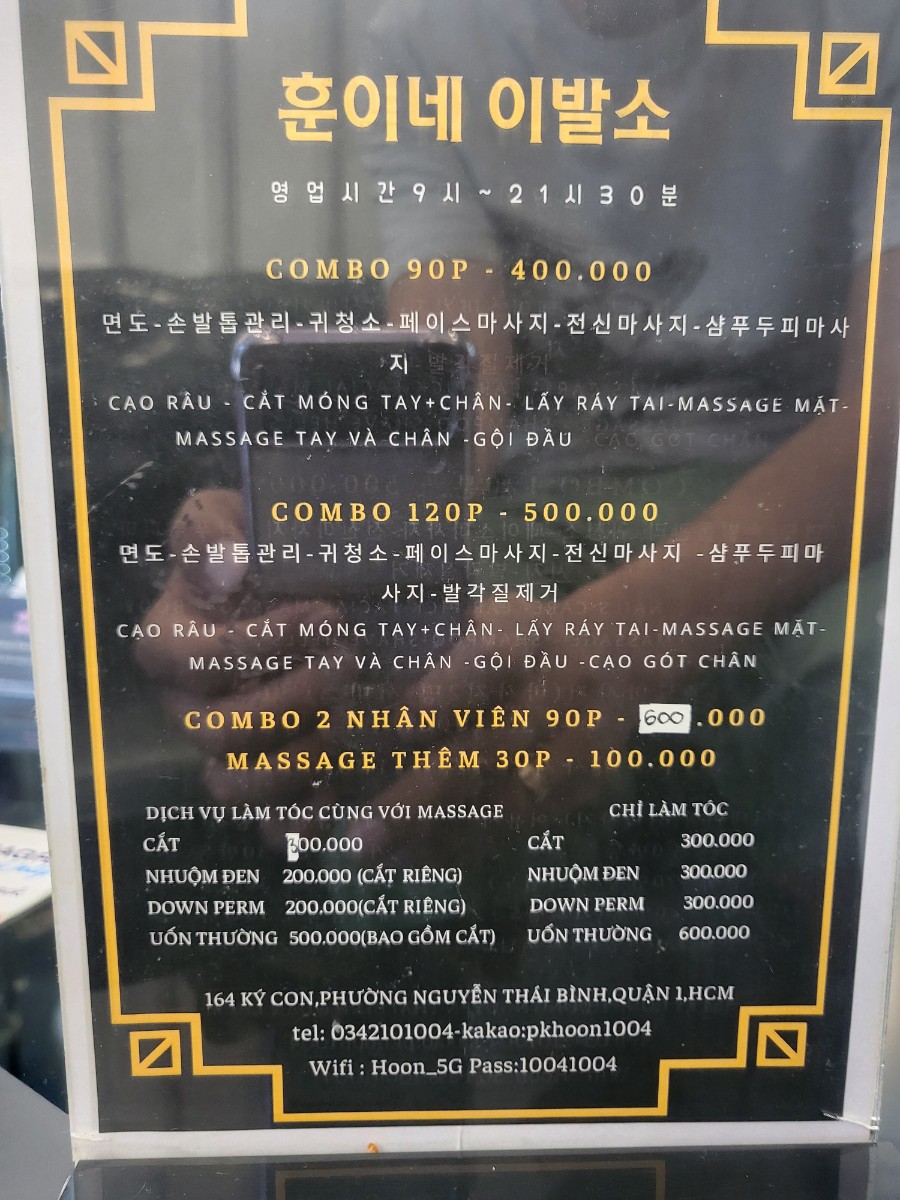 훈이네 이발소
영업시간9시~21시30분
COMBO 90P - 400.000
면도-손발톱관리-귀청소-페이스마사지-전신마사지-샴푸두피마사
지 발각질제거
CẠO RÂU - CẮT MÓNG TAY+CHÂN- LẤY RÁY TAI-MASSAGE MẶT-
MASSAGE TAY VÀ CHÂN -GỘI ĐẦU CẠO GÓT CHÂN
COMBO 120P - 500.000
면도-손발톱관리-귀청소-페이스마사지-전신마사지 -샴푸두피마
사지-발각질제거
CẠO RÂU - CẮT MÓNG TAY+CHÂN- LẤY RÁY TAI-MASSAGE MẶT-
MASSAGE TAY VÀ CHÂN -GỘI ĐẦU -CẠO GÓT CHÂN
COMBO 2 NHÂN VIÊN 90P - 600.000
MASSAGE THÊM 30P - 100.000
DỊCH VỤ LÀM TÓC CÙNG VỚI MASSAGE CHỈ LÀM TÓC
CẮT 300.000 CẮT 300.000
NHUỘM ĐEN 200.000 (CẮT RIÊNG) NHUỘM ĐEN 300.000
DOWN PERM 200.000(CẮT RIÊNG) DOWN PERM 300.000
UỐN THƯỜNG 500.000(BAO GỒM CẮT) UỐN THƯỜNG 600.000
164 KÝ CON,PHƯỜNG NGUYỄN THÁI BÌNH,QUẬN 1,HCM
tel: 0342101004-kakao:pkhoon1004
Wifi : Hoon_5G Pass:10041004